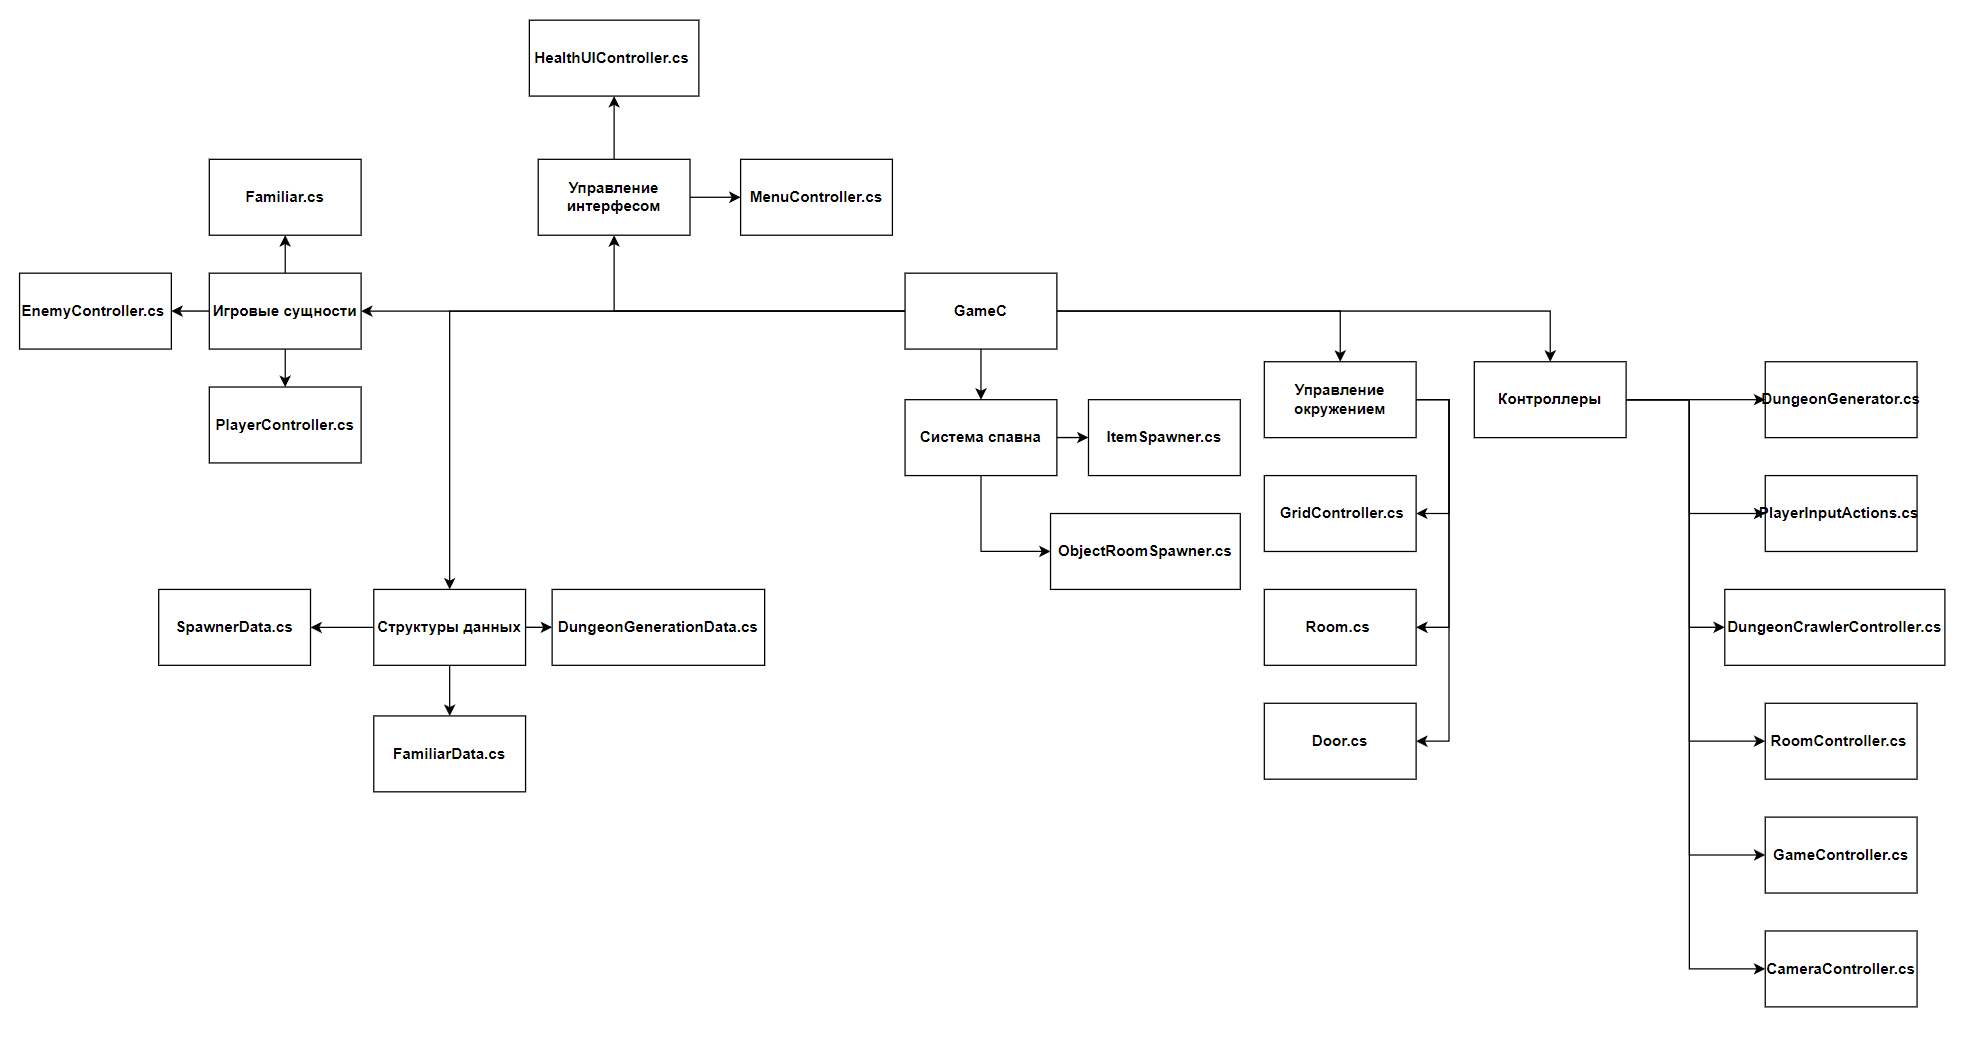 HealthUIController.cs
Familiar.cs
Управление
интерфесом
MenuController.cs
EnemyController.cs
Игровые сущности
GameC
PlayerController.cs
Управление
окружением
Контроллеры
DungeonGenerator.cs
Система спавна
ItemSpawner.cs
GridController.cs
PlayerInputActions.cs
ObjectRoomSpawner.cs
SpawnerData.cs
Структуры данных
DungeonGenerationData.cs
Room.cs
DungeonCrawlerController.cs
FamiliarData.cs
Door.cs
RoomController.cs
GameController.cs
CameraController.cs